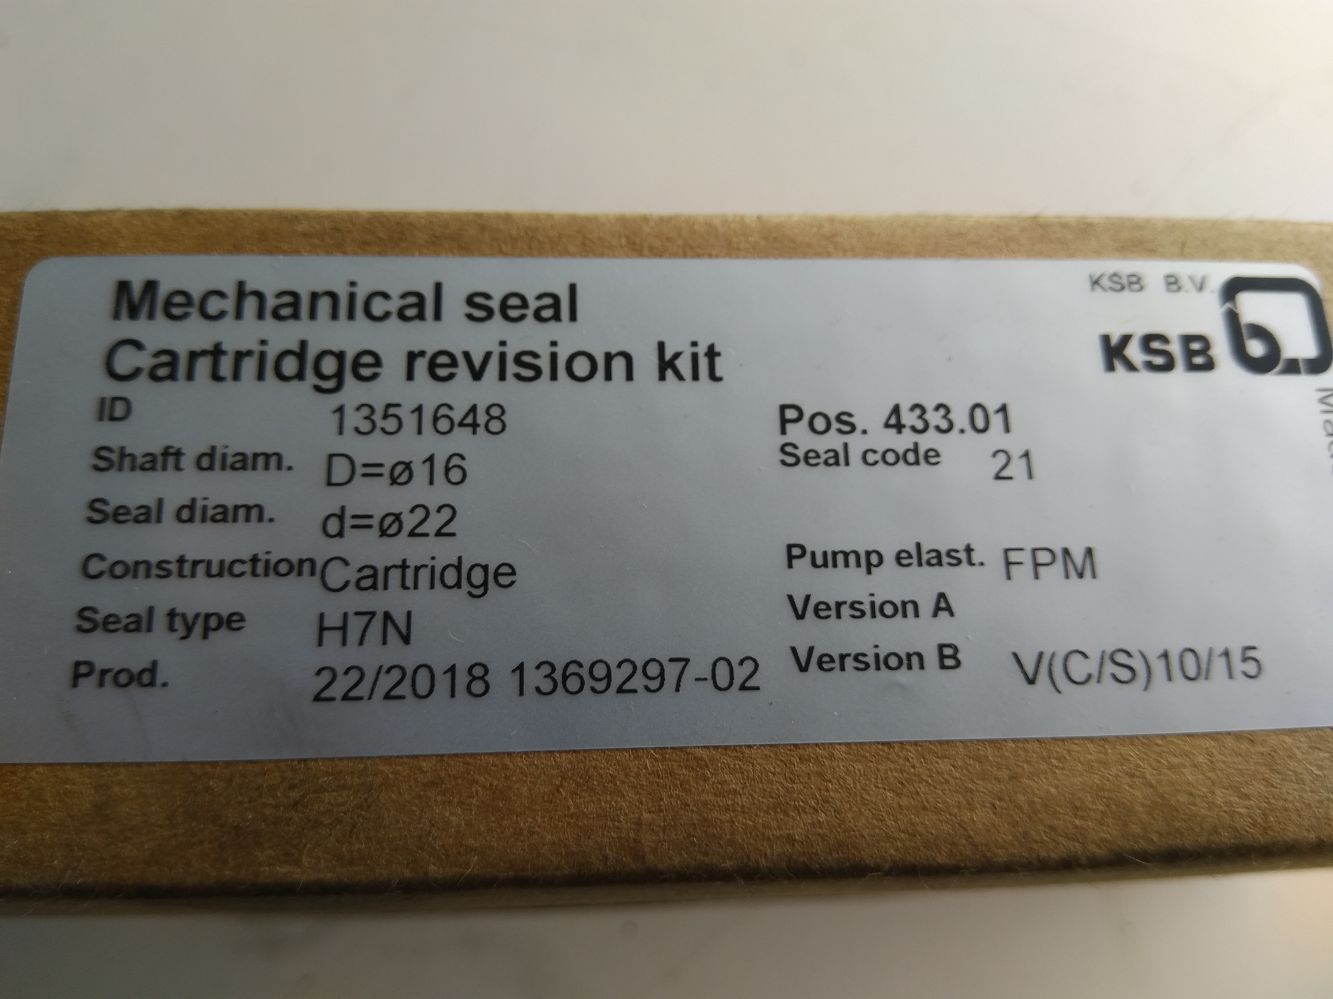 Mechanical seal
Cartridge revision kit
KSB B.V.
KSB
ID 1351648
Shaft diam. D=ø16
Seal diam. d=ø22
Construction Cartridge
Seal type H7N
Prod. 22/2018 1369297-02
Pos. 433.01
Seal code 21
Pump elast. FPM
Version A
Version B V(C/S)10/15